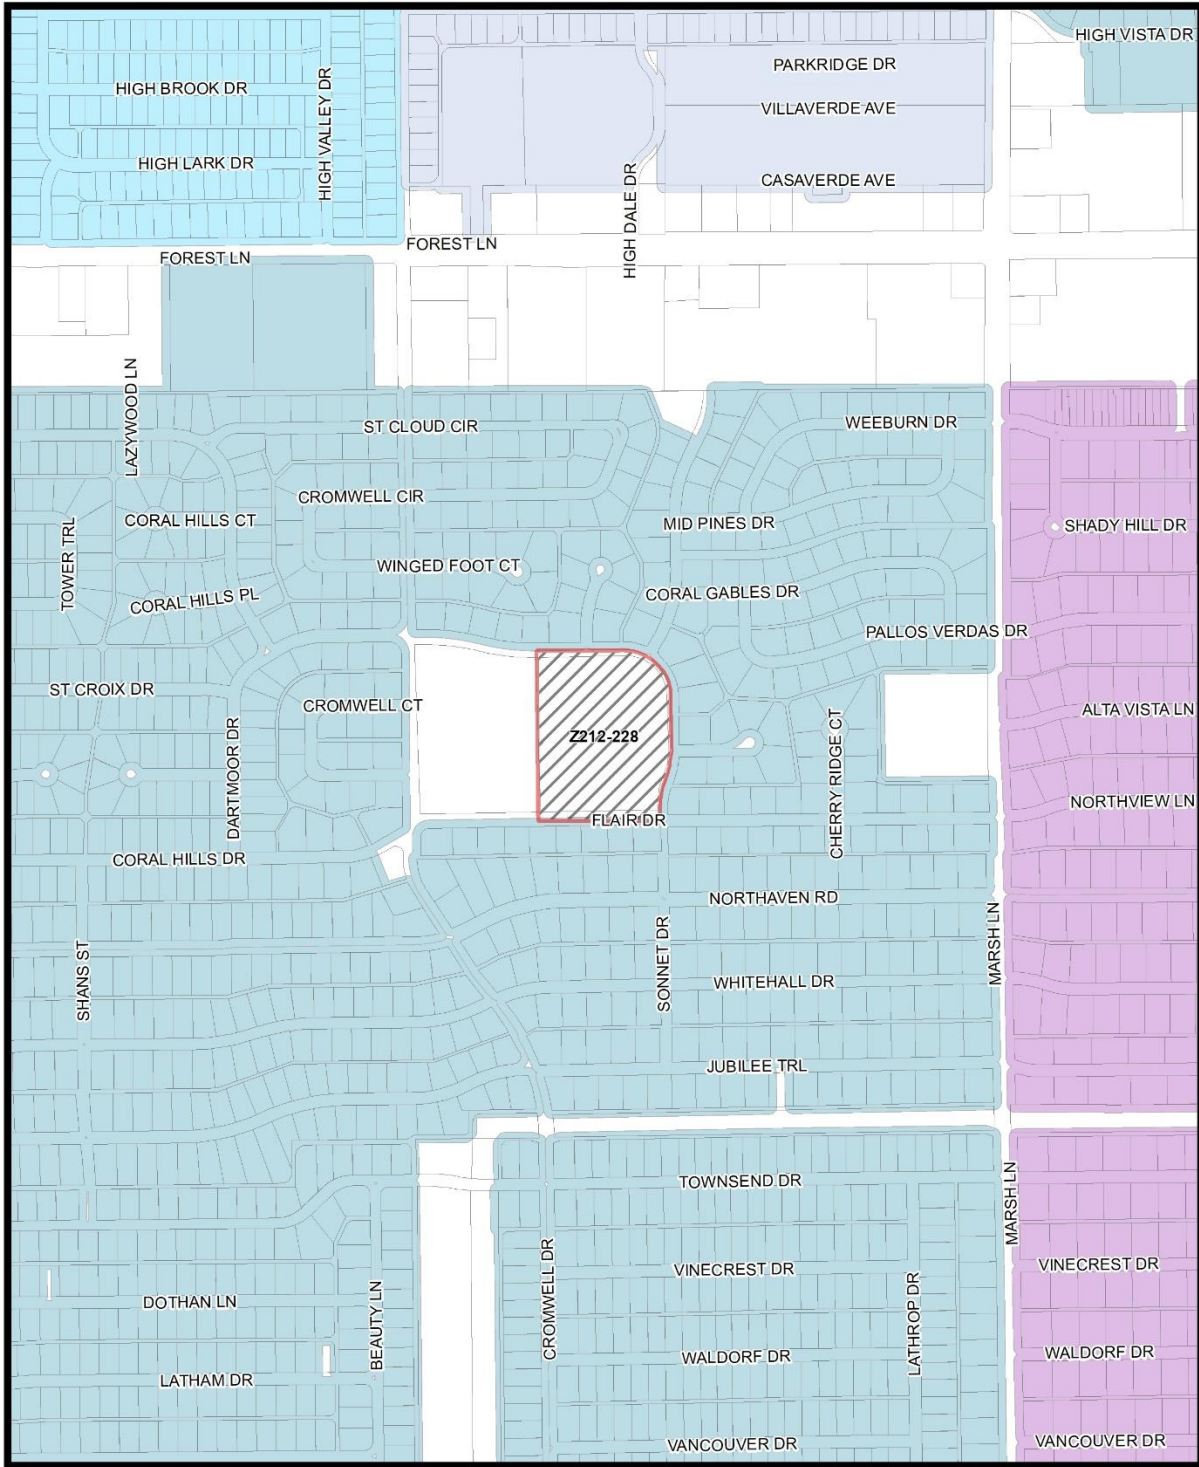 HIGH VISTA DR
PARKRIDGE DR
HIGH BROOK DR
VILLAVERDE AVE
HIGH VALLEY DR
HIGH LARK DR
CASAVERDE AVE
HIGH DALE DR
FOREST LN
FOREST LN
LAZYWOOD LN
ST CLOUD CIR
WEEBURN DR
CROMWELL CIR
CORAL HILLS CT
MID PINES DR
SHADY HILL DR
TOWER TRL
WINGED FOOT CT
CORAL HILLS PL
CORAL GABLES DR
PALLOS VERDAS DR
ST CROIX DR
CROMWELL CT
ALTA VISTA LN
Z212-228
DARTMOOR DR
CHERRY RIDGE CT
NORTHVIEW LN
FLAIR DR
CORAL HILLS DR
NORTHAVEN RD
MARSH LN
SONNET DR
SHANS ST
WHITEHALL DR
JUBILEE TRL
TOWNSEND DR
MARSH LN
VINECREST DR
VINECREST DR
CROMWELL DR
DOTHAN LN
BEAUTY LN
LATHROP DR
WALDORF DR
WALDORF DR
LATHAM DR
VANCOUVER DR
VANCOUVER DR